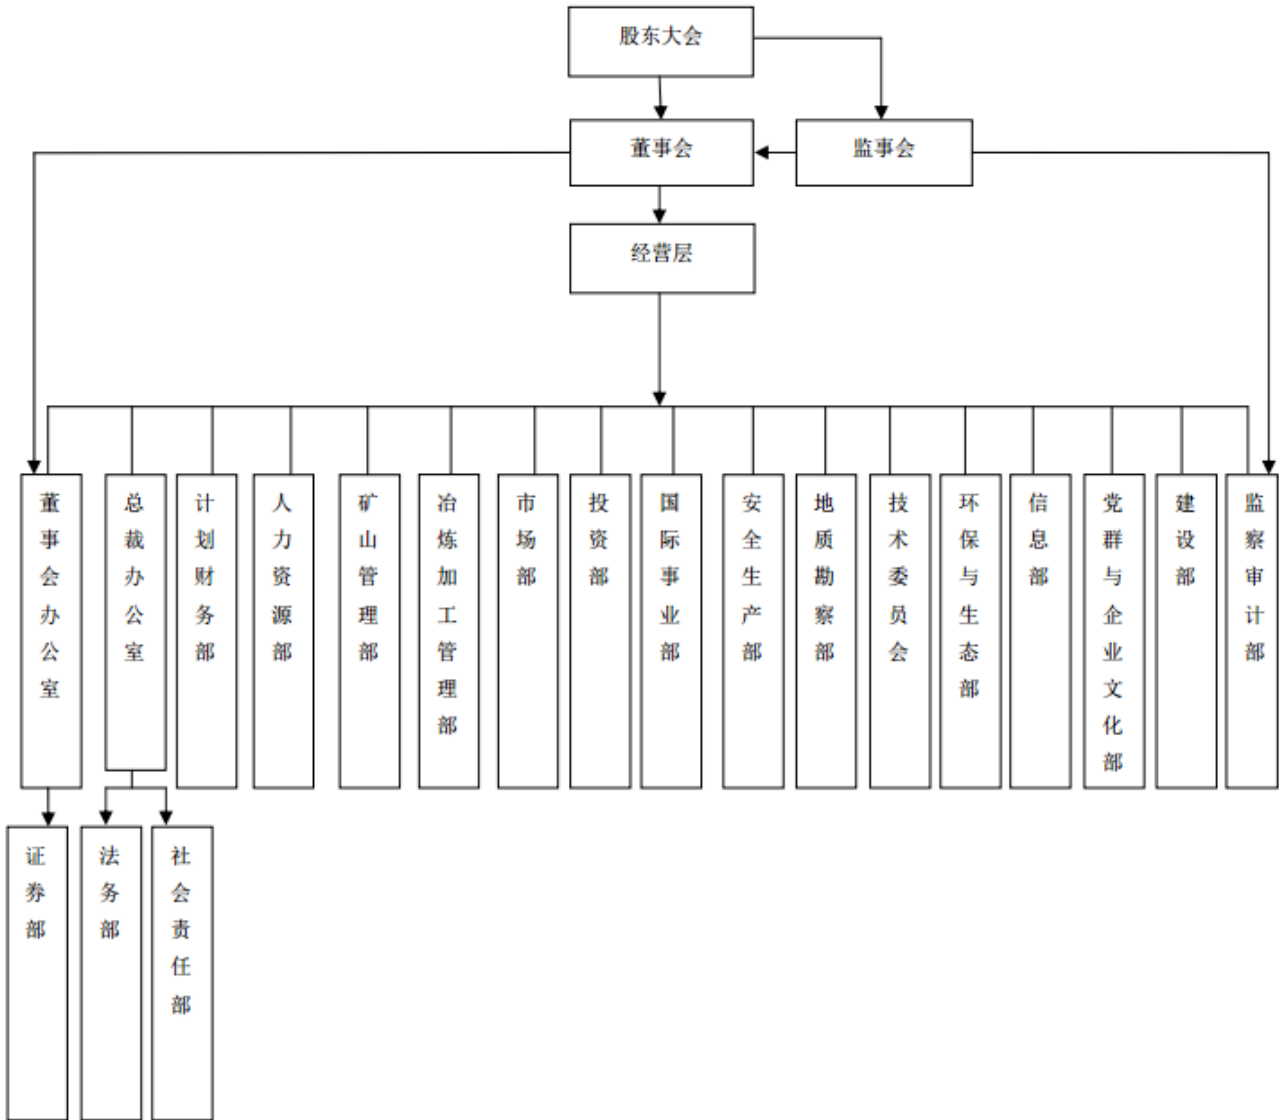 股东大会
董事会
监事会
经营层
董事会办公室
总裁办公室
计划财务部
人力资源部
矿山管理部
冶炼加工管理部
市场部
投资部
国际事业部
安全生产部
地质勘察部
技术委员会
环保与生态部
信息部
党群与企业文化部
建设部
监察审计部
证券部
法务部
社会责任部